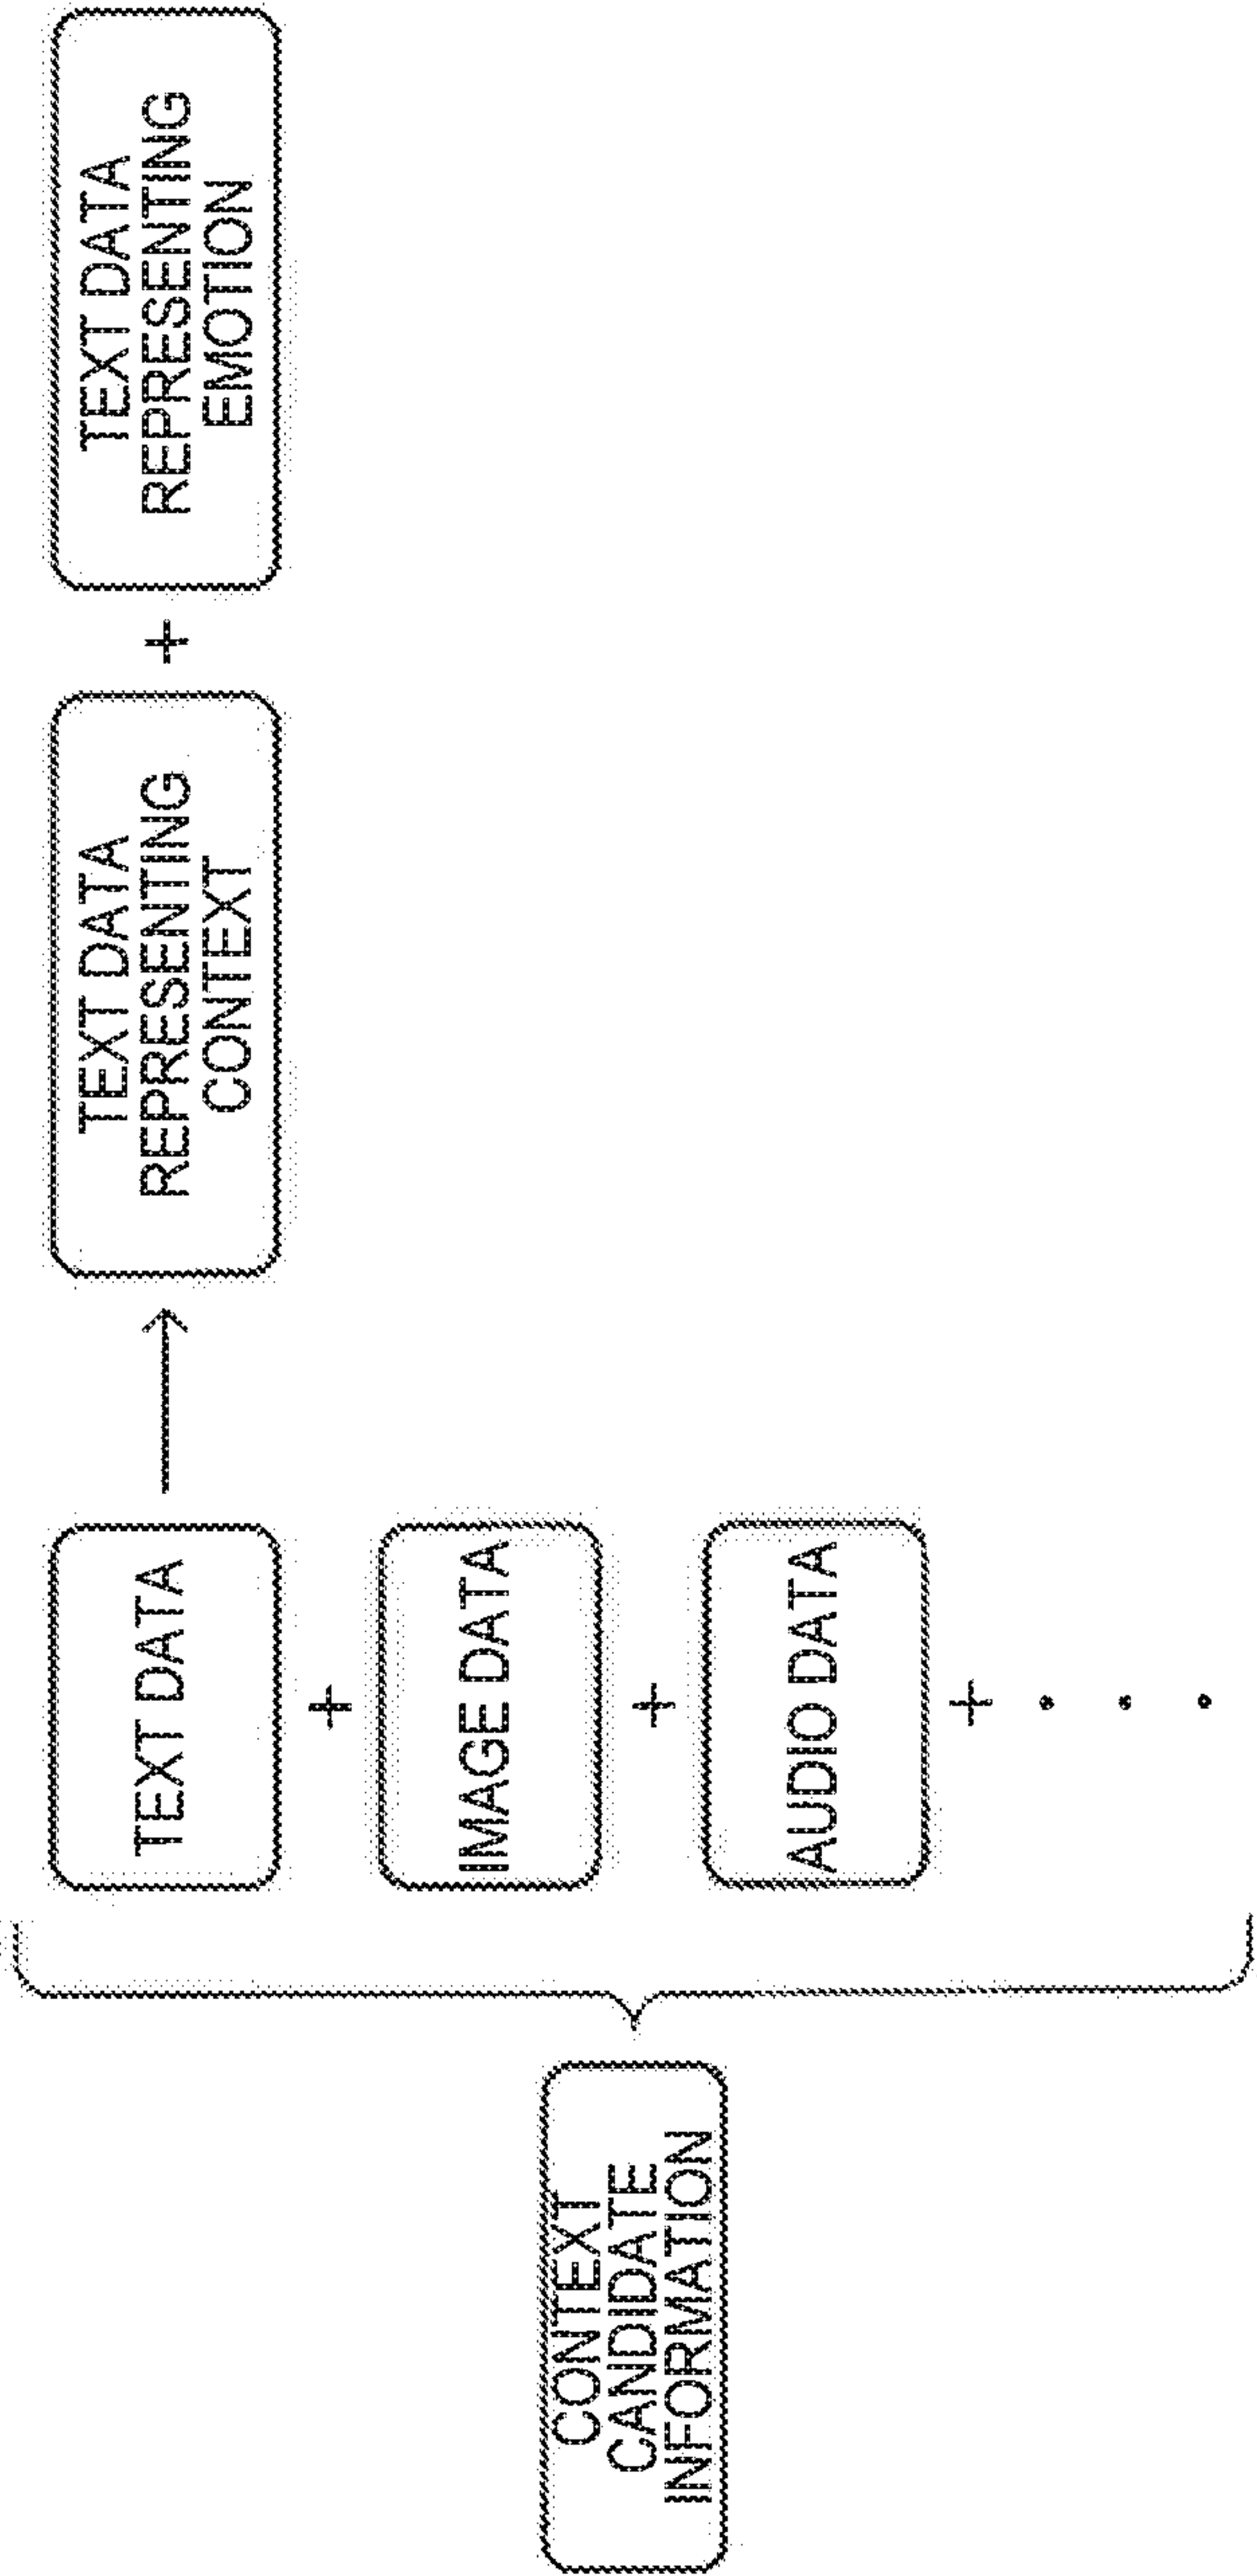 CONTEXT
CANDIDATE
INFORMATION
TEXT DATA
+
IMAGE DATA
+
AUDIO DATA
+
TEXT DATA
REPRESENTING
CONTEXT
+
TEXT DATA
REPRESENTING
EMOTION